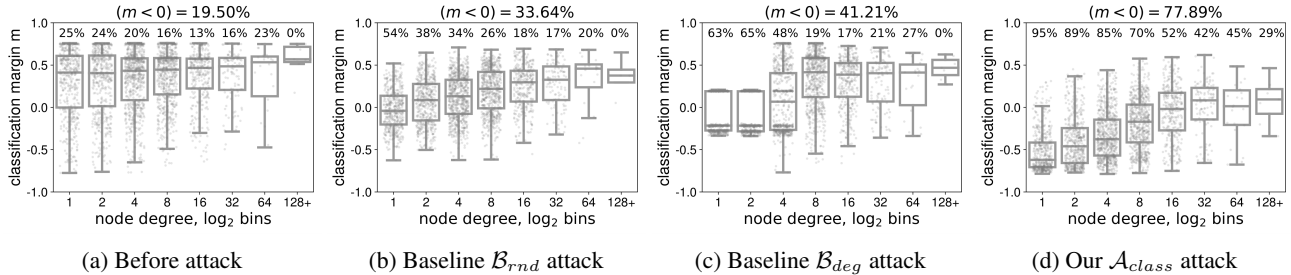 (m < 0) = 19.50%
25% 24% 20% 16% 13% 16% 23% 0%
classification margin m
1.0
0.5
0.0
-0.5
-1.0
1 2 4 8 16 32 64 128+
node degree, log₂ bins
(a) Before attack
(m < 0) = 33.64%
54% 38% 34% 26% 18% 17% 20% 0%
classification margin m
1.0
0.5
0.0
-0.5
-1.0
1 2 4 8 16 32 64 128+
node degree, log₂ bins
(b) Baseline 𝓑rnd attack
(m < 0) = 41.21%
63% 65% 48% 19% 17% 21% 27% 0%
classification margin m
1.0
0.5
0.0
-0.5
-1.0
1 2 4 8 16 32 64 128+
node degree, log₂ bins
(c) Baseline 𝓑deg attack
(m < 0) = 77.89%
95% 89% 85% 70% 52% 42% 45% 29%
classification margin m
1.0
0.5
0.0
-0.5
-1.0
1 2 4 8 16 32 64 128+
node degree, log₂ bins
(d) Our 𝓐class attack